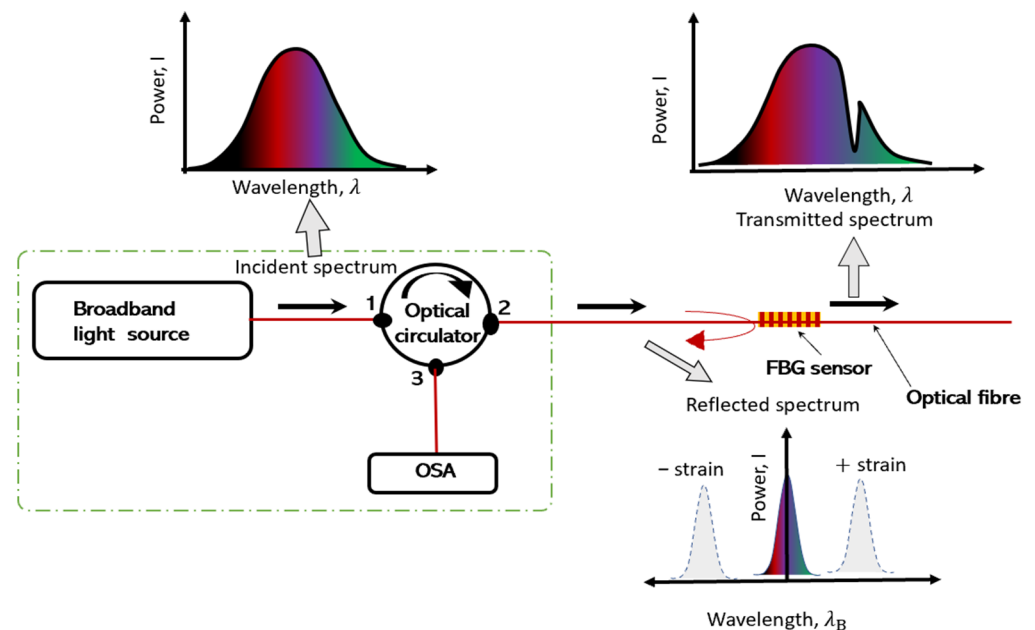 Power, I
Wavelength, λ
Power, I
Wavelength, λ
Transmitted spectrum
Incident spectrum
Broadband
light source
1
Optical
circulator
2
3
OSA
FBG sensor
Optical fibre
Reflected spectrum
– strain
Power, I
+ strain
Wavelength, λB